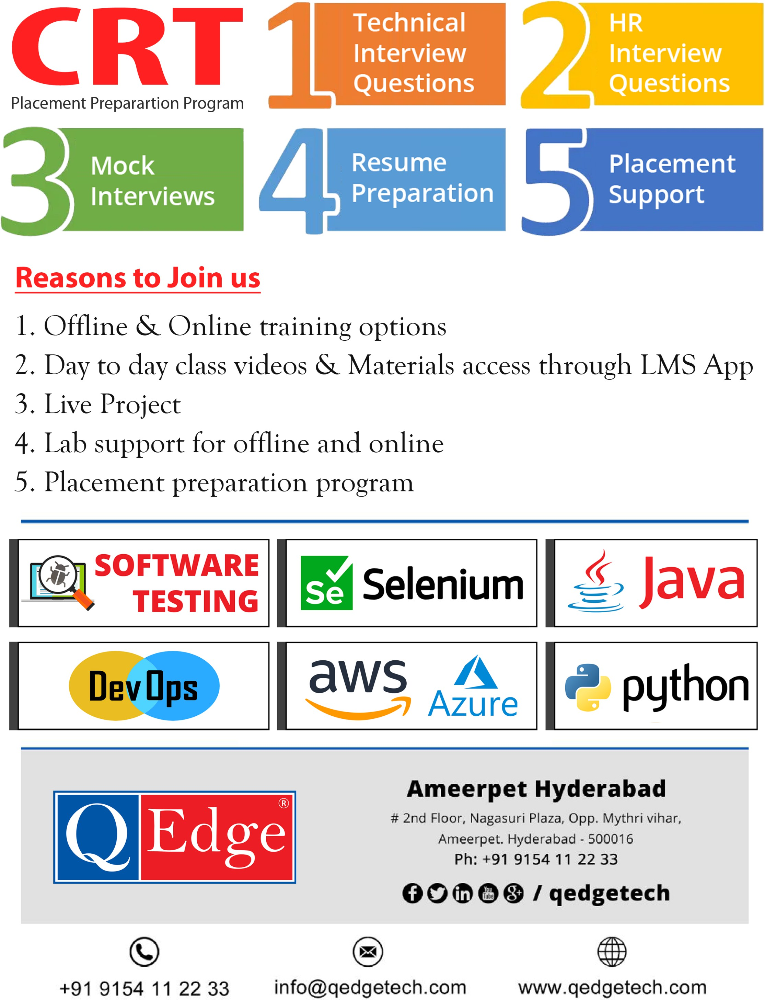 CRT
Placement Preparartion Program
1
Technical
Interview
Questions
2
HR
Interview
Questions
3
Mock
Interviews
4
Resume
Preparation
5
Placement
Support
Reasons to Join us
1. Offline & Online training options
2. Day to day class videos & Materials access through LMS App
3. Live Project
4. Lab support for offline and online
5. Placement preparation program
SOFTWARE
TESTING
Se
Selenium
Java
DevOps
aws
Azure
python
QEdge®
Ameerpet Hyderabad
# 2nd Floor, Nagasuri Plaza, Opp. Mythri vihar,
Ameerpet. Hyderabad - 500016
Ph: +91 9154 11 22 33
f in You Tube g+ / qedgetech
+91 9154 11 22 33
info@qedgetech.com
www.qedgetech.com